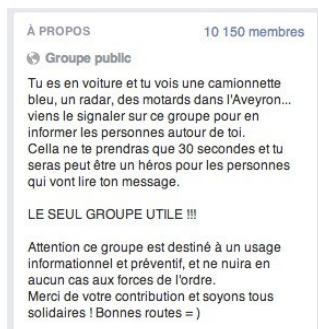 À PROPOS
10 150 membres
Groupe public
Tu es en voiture et tu vois une camionnette
bleu, un radar, des motards dans l'Aveyron...
viens le signaler sur ce groupe pour en
informer les personnes autour de toi.
Cella ne te prendras que 30 secondes et tu
seras peut être un héros pour les personnes
qui vont lire ton message.
LE SEUL GROUPE UTILE !!!
Attention ce groupe est destiné à un usage
informationnel et préventif, et ne nuira en
aucun cas aux forces de l'ordre.
Merci de votre contribution et soyons tous
solidaires ! Bonnes routes = )